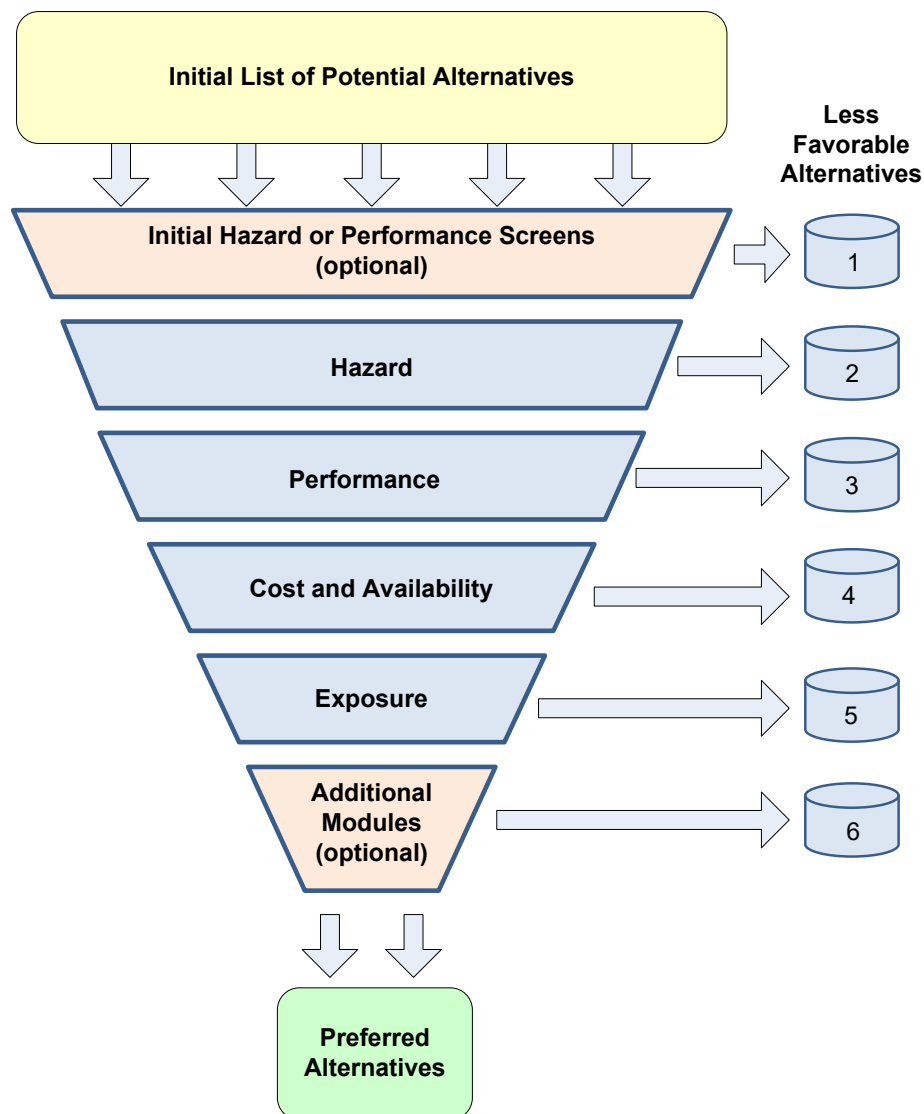 Initial List of Potential Alternatives
Less
Favorable
Alternatives
Initial Hazard or Performance Screens
(optional)
1
Hazard
2
Performance
3
Cost and Availability
4
Exposure
5
Additional
Modules
(optional)
6
Preferred
Alternatives